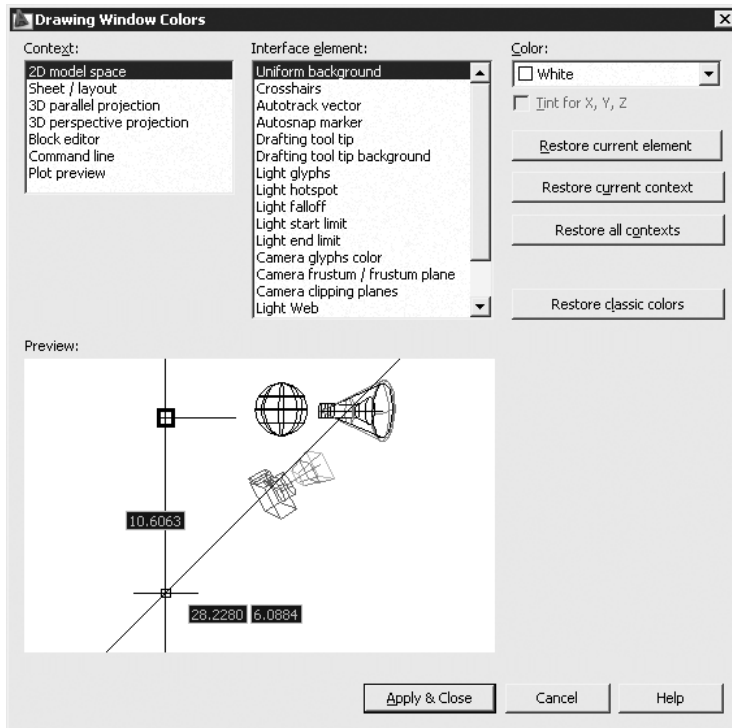 Drawing Window Colors
Context:
2D model space
Sheet / layout
3D parallel projection
3D perspective projection
Block editor
Command line
Plot preview
Interface element:
Uniform background
Crosshairs
Autotrack vector
Autosnap marker
Drafting tool tip
Drafting tool tip background
Light glyphs
Light hotspot
Light falloff
Light start limit
Light end limit
Camera glyphs color
Camera frustum / frustum plane
Camera clipping planes
Light Web
Color:
White
Tint for X, Y, Z
Restore current element
Restore current context
Restore all contexts
Restore classic colors
Preview:
10.6063
28.2280 6.0884
Apply & Close Cancel Help